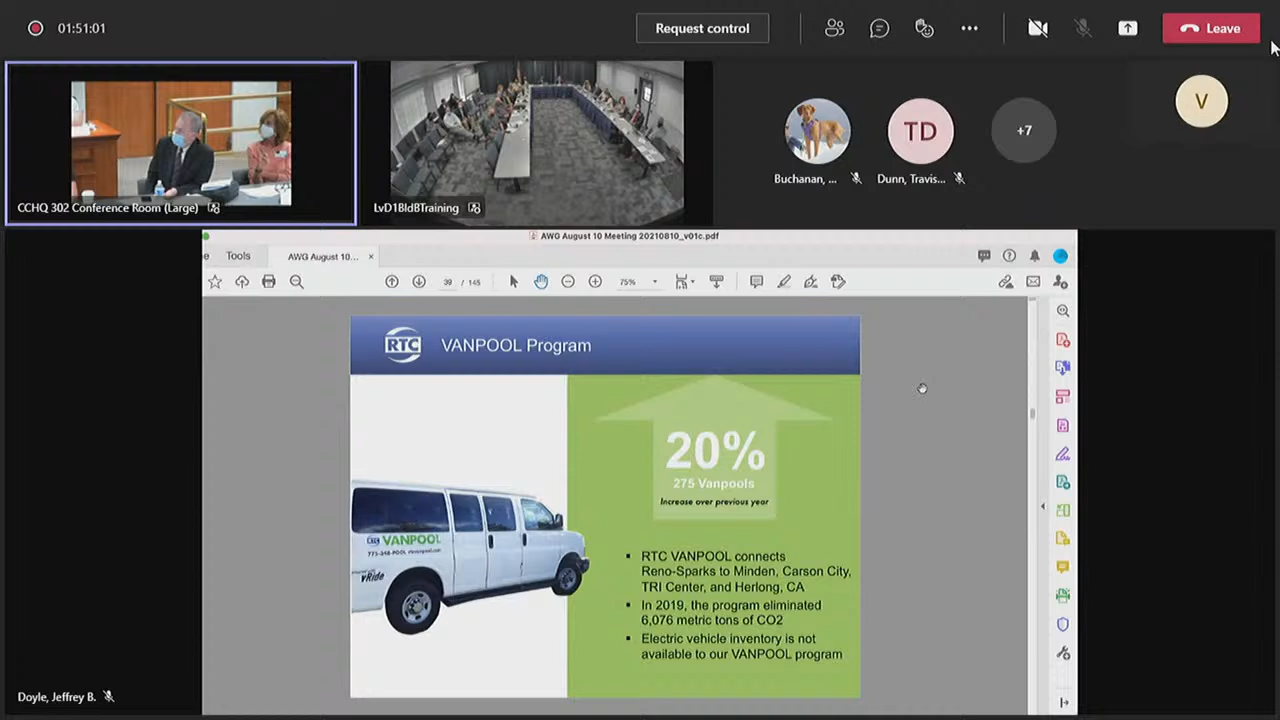 01:51:01
Request control
Leave
V
TD
+7
Buchanan, ...
Dunn, Travis...
CCHQ 302 Conference Room (Large)
LvD1BldBTraining
AWG August 10 Meeting 20210810_v01c.pdf
e
Tools
AWG August 10...
×
39 / 145
75%
RTC
VANPOOL Program
20%
275 Vanpools
Increase over previous year
RTC VANPOOL
vRide
▪ RTC VANPOOL connects
Reno-Sparks to Minden, Carson City,
TRI Center, and Herlong, CA
▪ In 2019, the program eliminated
6,076 metric tons of CO2
▪ Electric vehicle inventory is not
available to our VANPOOL program
Doyle, Jeffrey B.